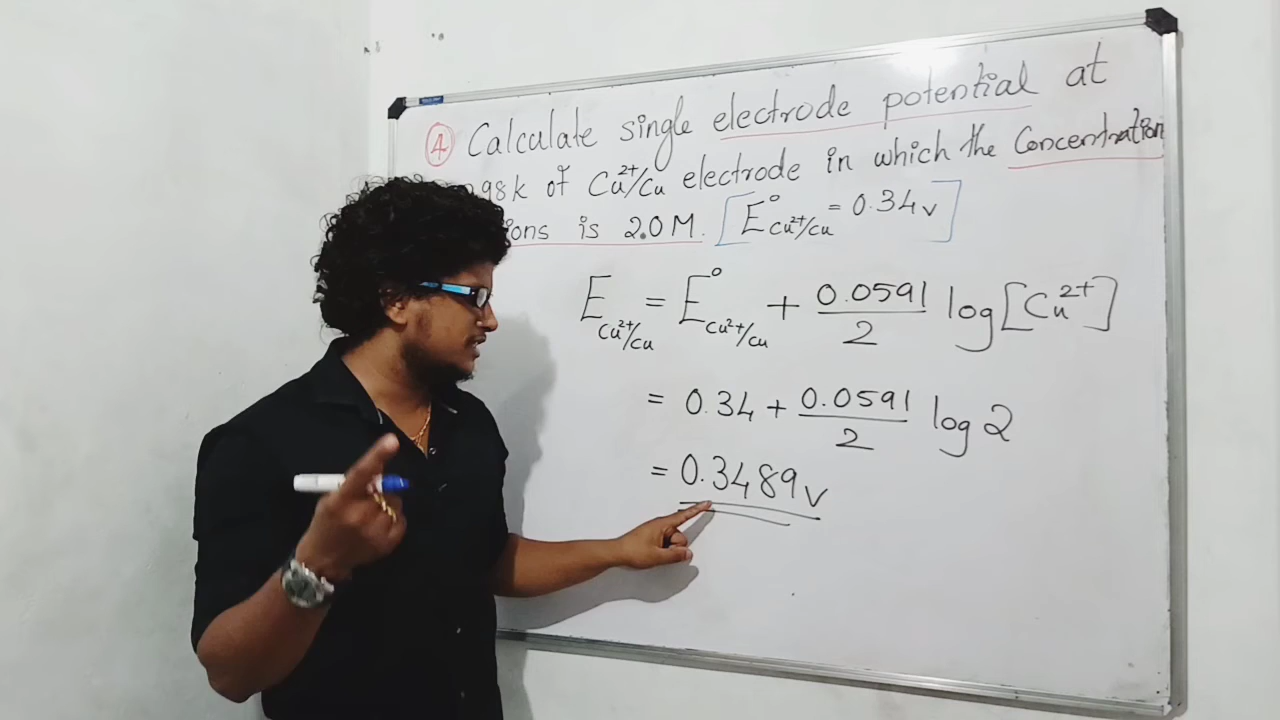 ④ Calculate single electrode potential at
98k of Cu²⁺/Cu electrode in which the Concentration
ions is 2.0M. [E°Cu²⁺/Cu = 0.34v]
E Cu²⁺/Cu = E° Cu²⁺/Cu + 0.0591/2 log[Cu²⁺]
= 0.34 + 0.0591/2 log 2
= 0.3489v